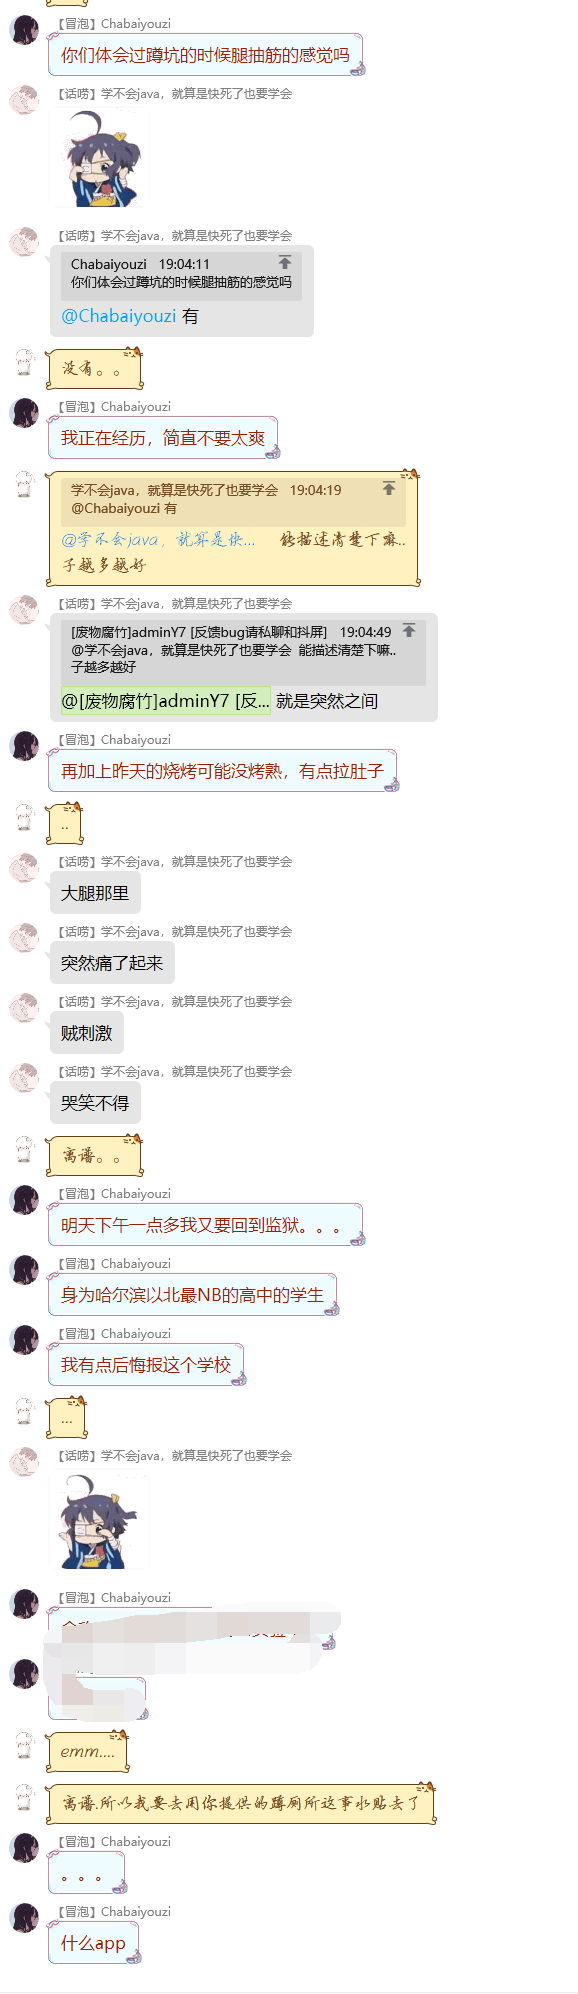 【冒泡】Chabaiyouzi
你们体会过蹲坑的时候腿抽筋的感觉吗
【话唠】学不会java，就算是快死了也要学会
【话唠】学不会java，就算是快死了也要学会
Chabaiyouzi 19:04:11
你们体会过蹲坑的时候腿抽筋的感觉吗
@Chabaiyouzi 有
没有。。
【冒泡】Chabaiyouzi
我正在经历，简直不要太爽
学不会java，就算是快死了也要学会 19:04:19
@Chabaiyouzi 有
@学不会java，就算是快... 能描述清楚下嘛..
子越多越好
【话唠】学不会java，就算是快死了也要学会
[废物腐竹]adminY7 [反馈bug请私聊和抖屏] 19:04:49
@学不会java，就算是快死了也要学会 能描述清楚下嘛..
子越多越好
@[废物腐竹]adminY7 [反... 就是突然之间
【冒泡】Chabaiyouzi
再加上昨天的烧烤可能没烤熟，有点拉肚子
..
【话唠】学不会java，就算是快死了也要学会
大腿那里
【话唠】学不会java，就算是快死了也要学会
突然痛了起来
【话唠】学不会java，就算是快死了也要学会
贼刺激
【话唠】学不会java，就算是快死了也要学会
哭笑不得
离谱。。
【冒泡】Chabaiyouzi
明天下午一点多我又要回到监狱。。。
【冒泡】Chabaiyouzi
身为哈尔滨以北最NB的高中的学生
【冒泡】Chabaiyouzi
我有点后悔报这个学校
...
【话唠】学不会java，就算是快死了也要学会
【冒泡】Chabaiyouzi
emm....
离谱.所以我要去用你提供的蹲厕所这事水贴去了
【冒泡】Chabaiyouzi
。。。
【冒泡】Chabaiyouzi
什么app